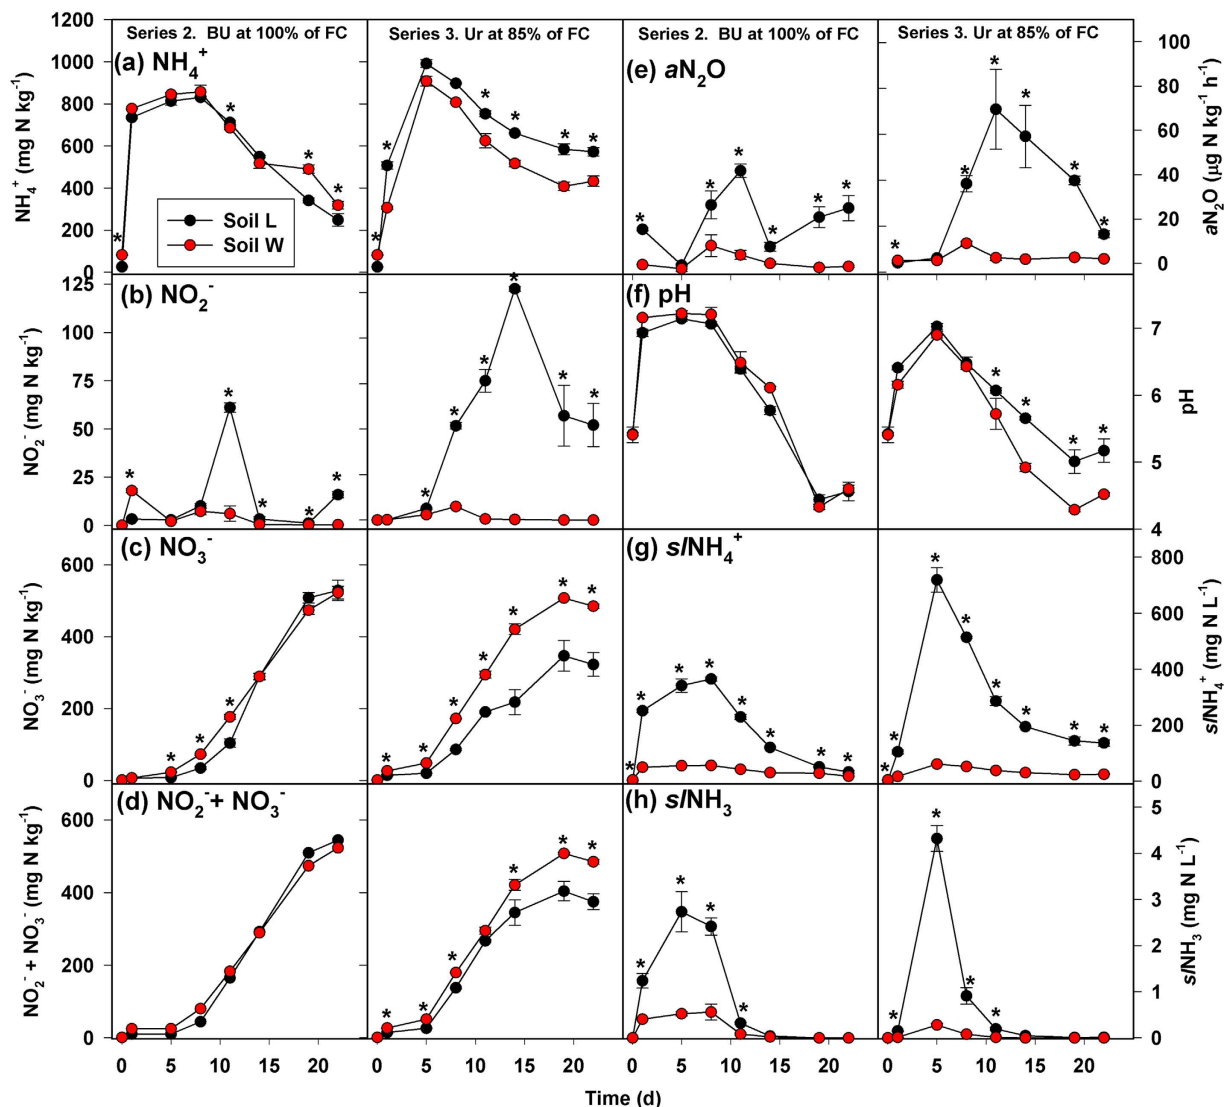 Series 2. BU at 100% of FC
Series 3. Ur at 85% of FC
Series 2. BU at 100% of FC
Series 3. Ur at 85% of FC
(a) NH₄⁺
NH₄⁺ (mg N kg⁻¹)
1200
1000
800
600
400
200
0
Soil L
Soil W
* * * *
* * * * * * *
(e) aN₂O
* * * * * *
* * * * * *
100
80
60
40
20
0
aN₂O (µg N kg⁻¹ h⁻¹)
(b) NO₂⁻
NO₂⁻ (mg N kg⁻¹)
125
100
75
50
25
0
* * * * *
* * * * * *
(f) pH
* * * *
7
6
5
4
pH
(c) NO₃⁻
NO₃⁻ (mg N kg⁻¹)
600
400
200
0
* * *
* * * * * * *
(g) slNH₄⁺
* * * * * * * *
* * * * * * * *
800
600
400
200
0
slNH₄⁺ (mg N L⁻¹)
(d) NO₂⁻+ NO₃⁻
NO₂⁻ + NO₃⁻ (mg N kg⁻¹)
600
400
200
0
* * * * * *
(h) slNH₃
* * * *
* * * *
5
4
3
2
1
0
slNH₃ (mg N L⁻¹)
0 5 10 15 20
0 5 10 15 20
0 5 10 15 20
0 5 10 15 20
Time (d)